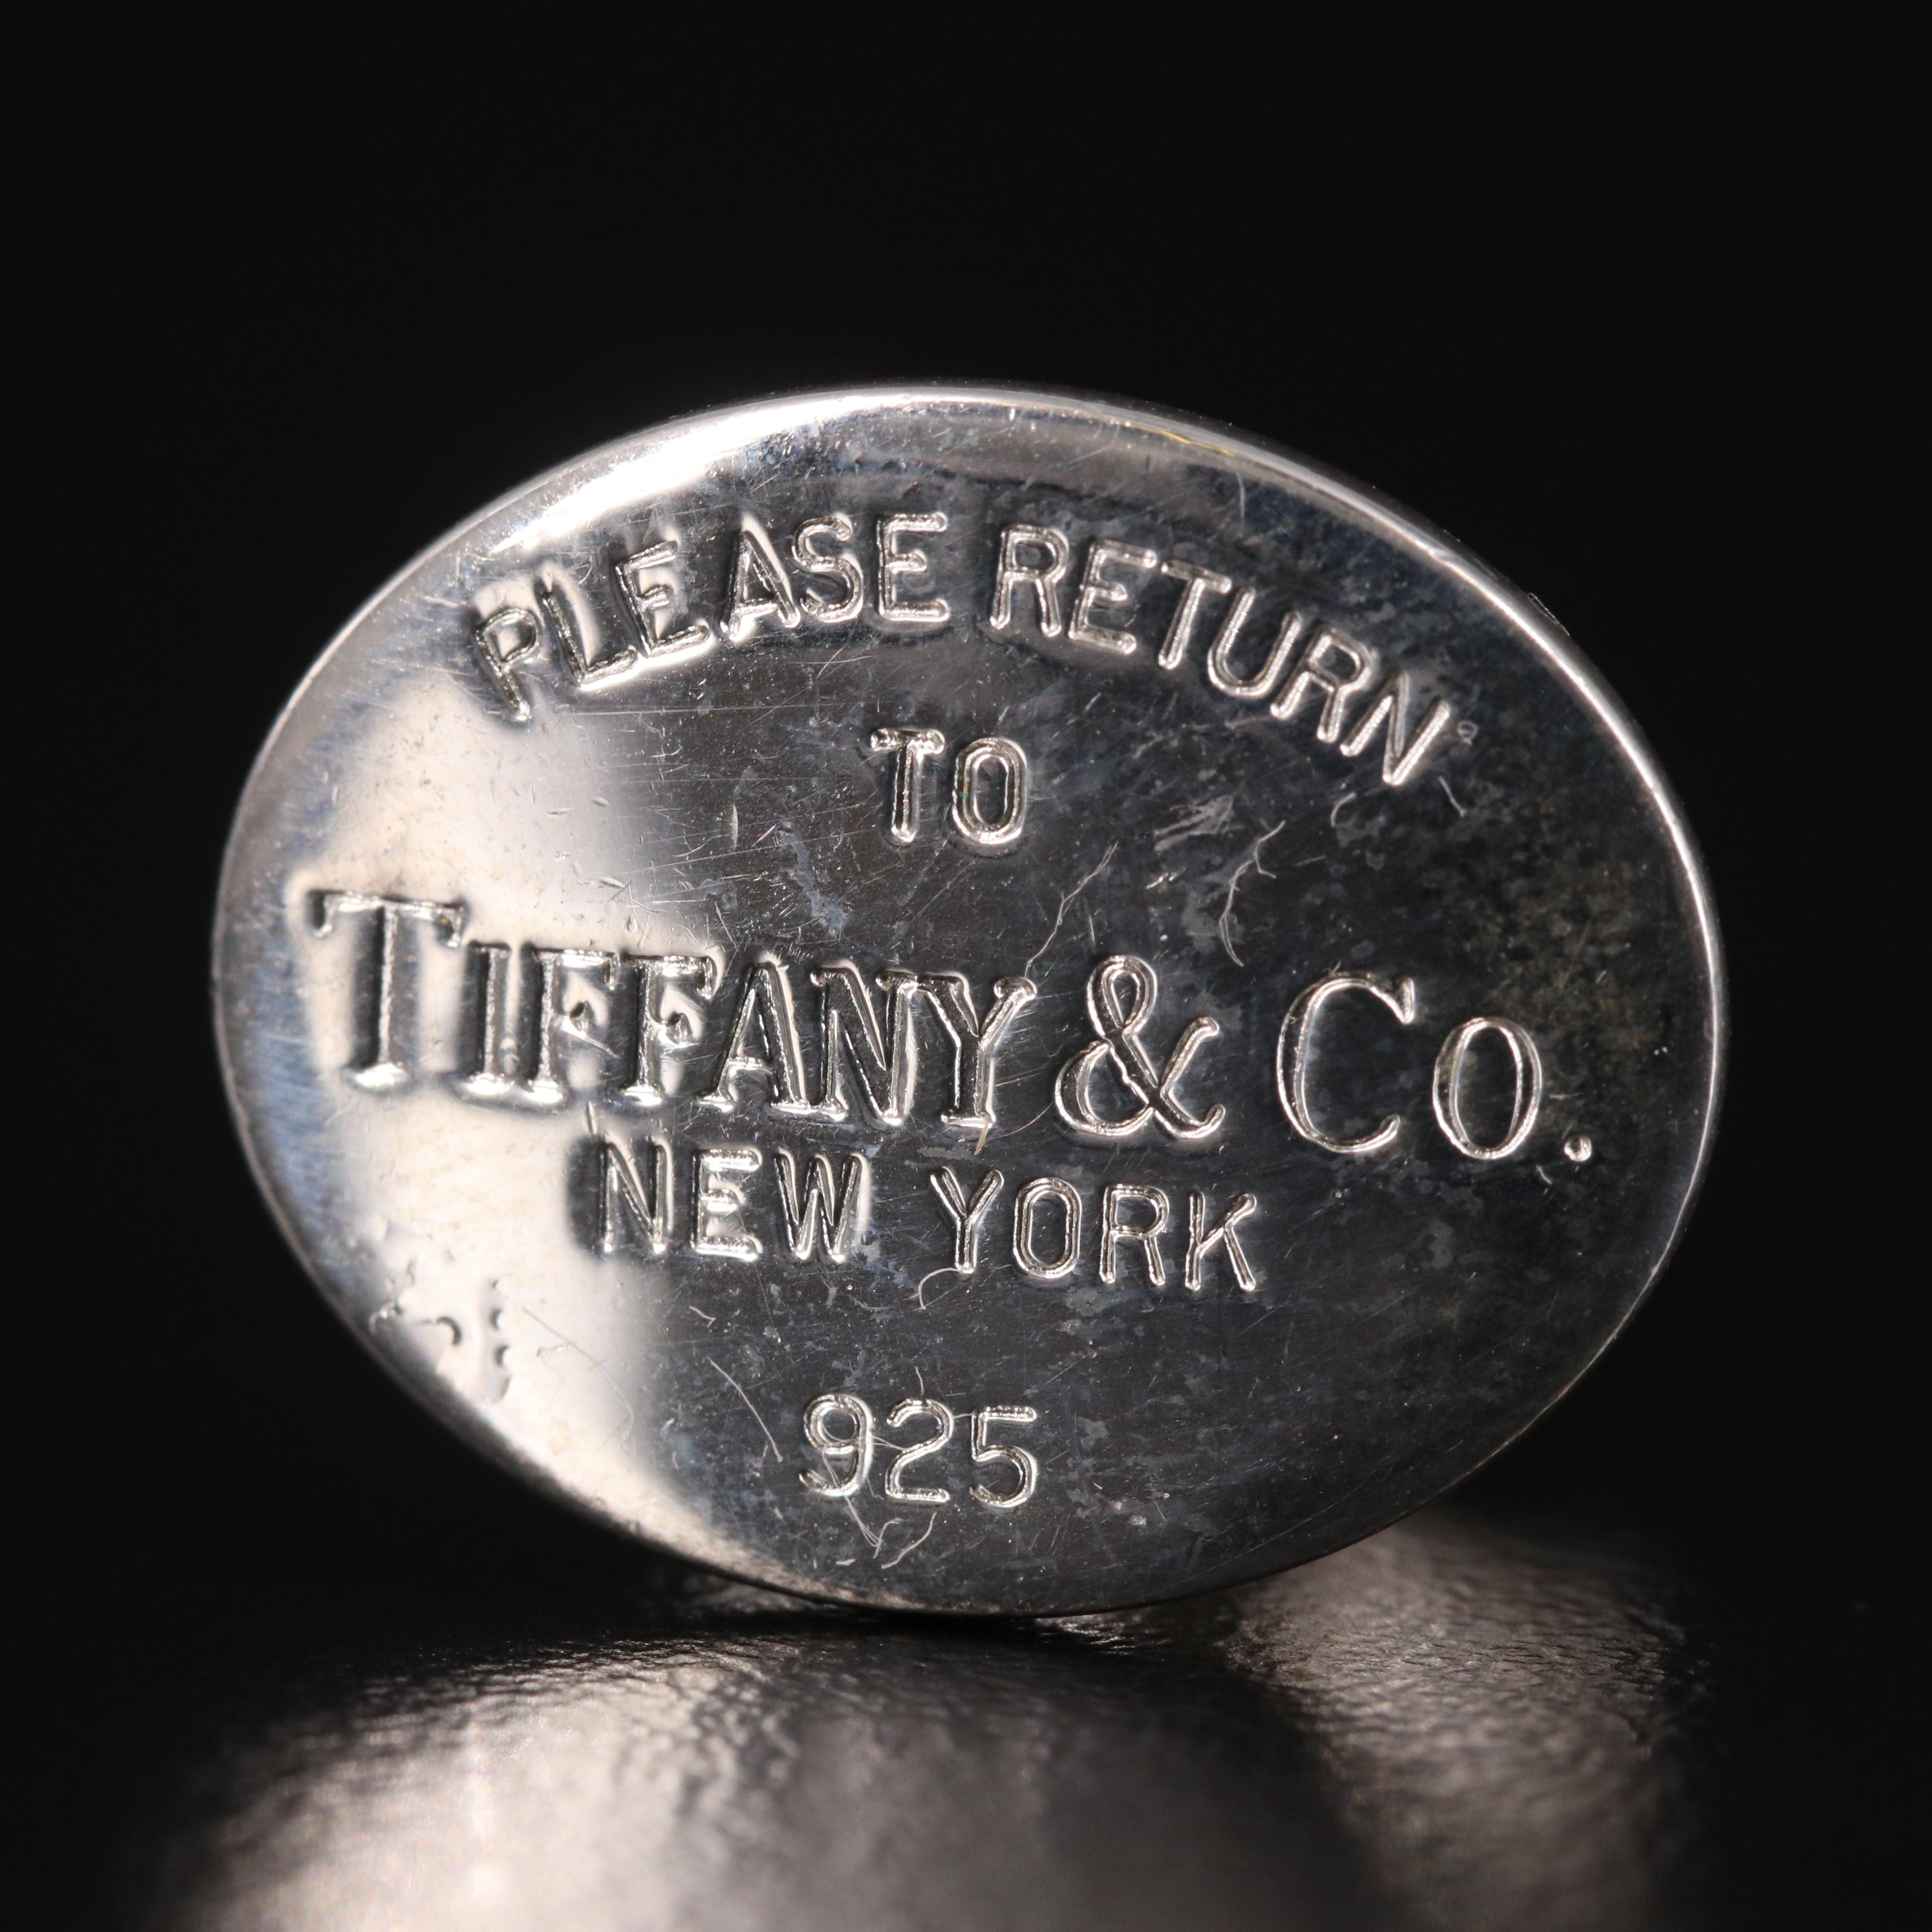 PLEASE RETURN
TO
TIFFANY & CO.
NEW YORK
925